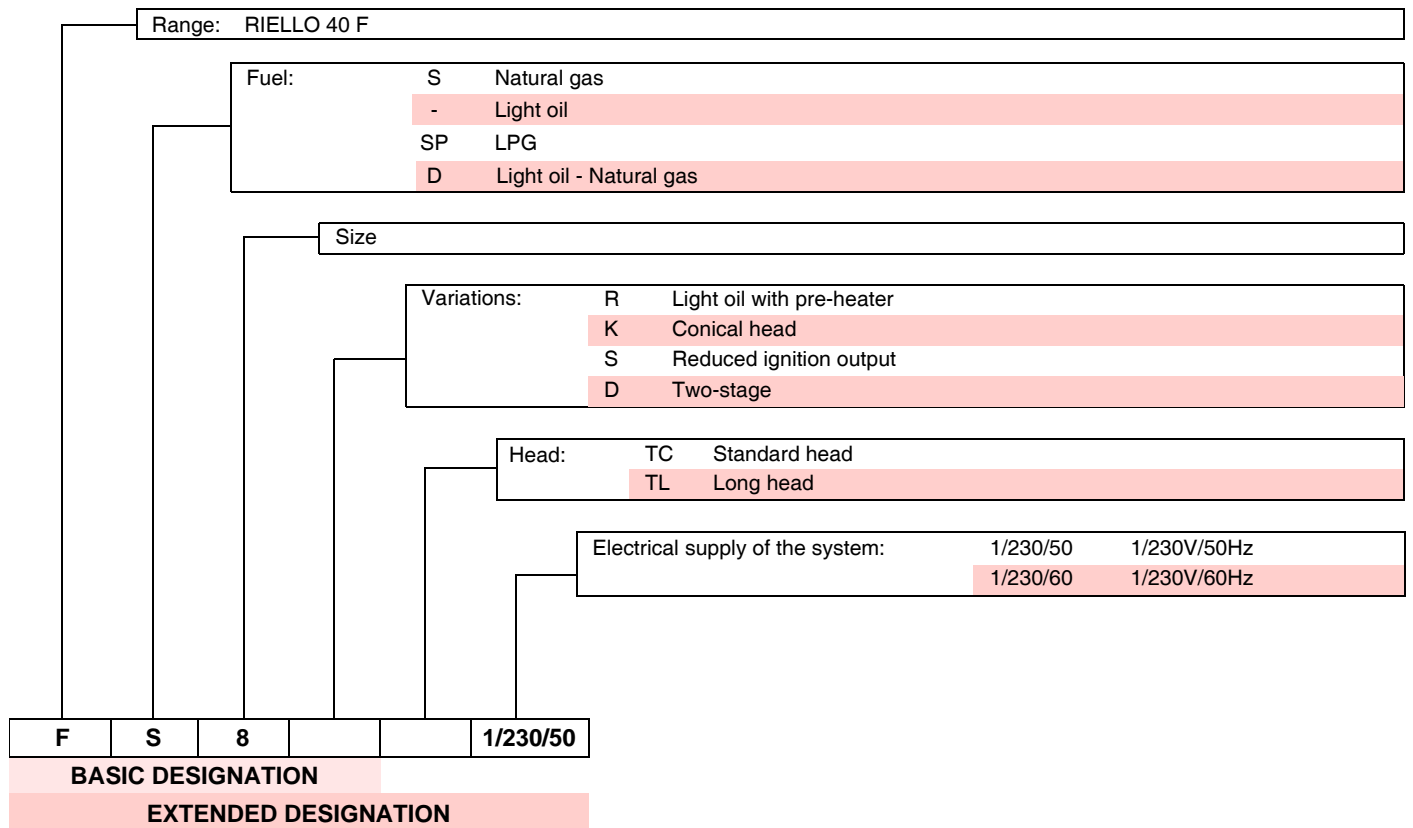 Range: RIELLO 40 F
Fuel: S Natural gas
- Light oil
SP LPG
D Light oil - Natural gas
Size
Variations: R Light oil with pre-heater
K Conical head
S Reduced ignition output
D Two-stage
Head: TC Standard head
TL Long head
Electrical supply of the system: 1/230/50 1/230V/50Hz
1/230/60 1/230V/60Hz
F S 8 1/230/50
BASIC DESIGNATION
EXTENDED DESIGNATION